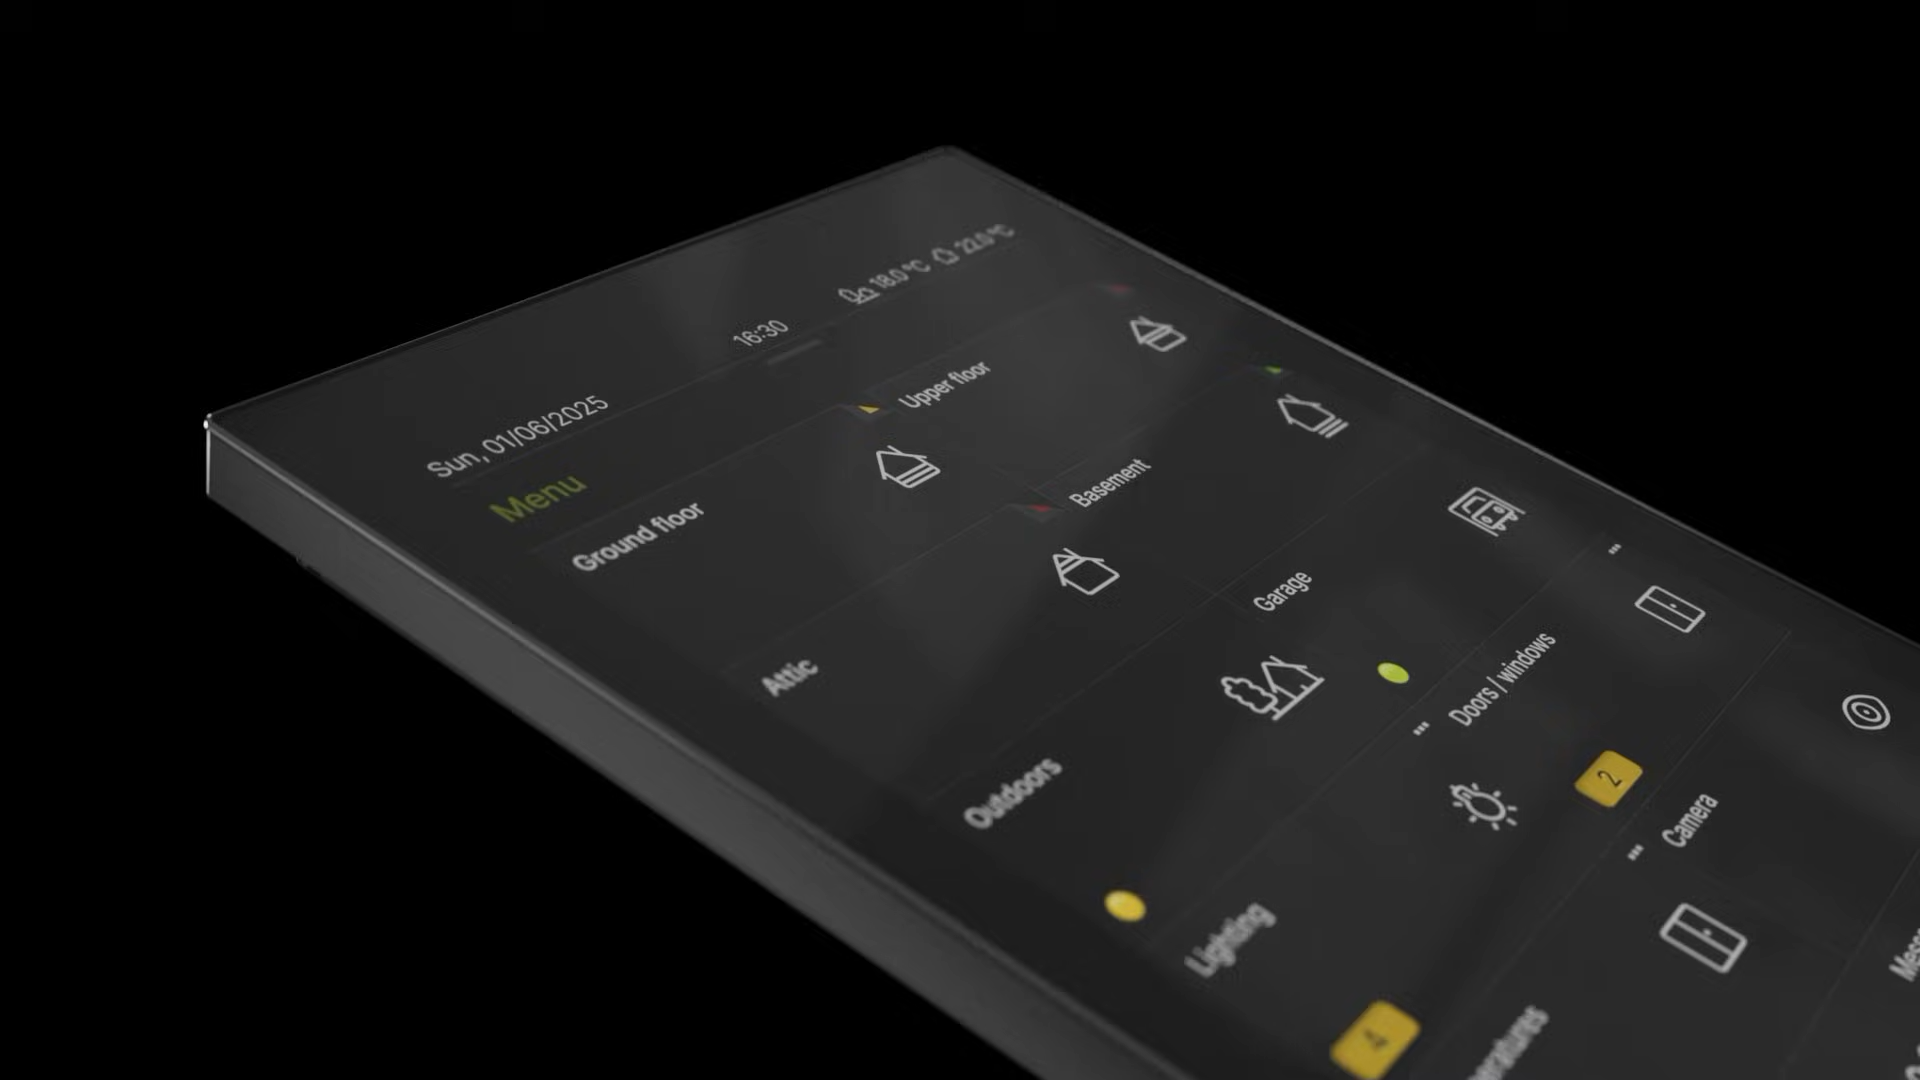 Sun, 01/06/2025
16:30
18.0 °C 22.0 °C
Menu
Ground floor
Upper floor
Attic
Basement
Outdoors
Garage
Lighting
Doors / windows
4
2
Camera